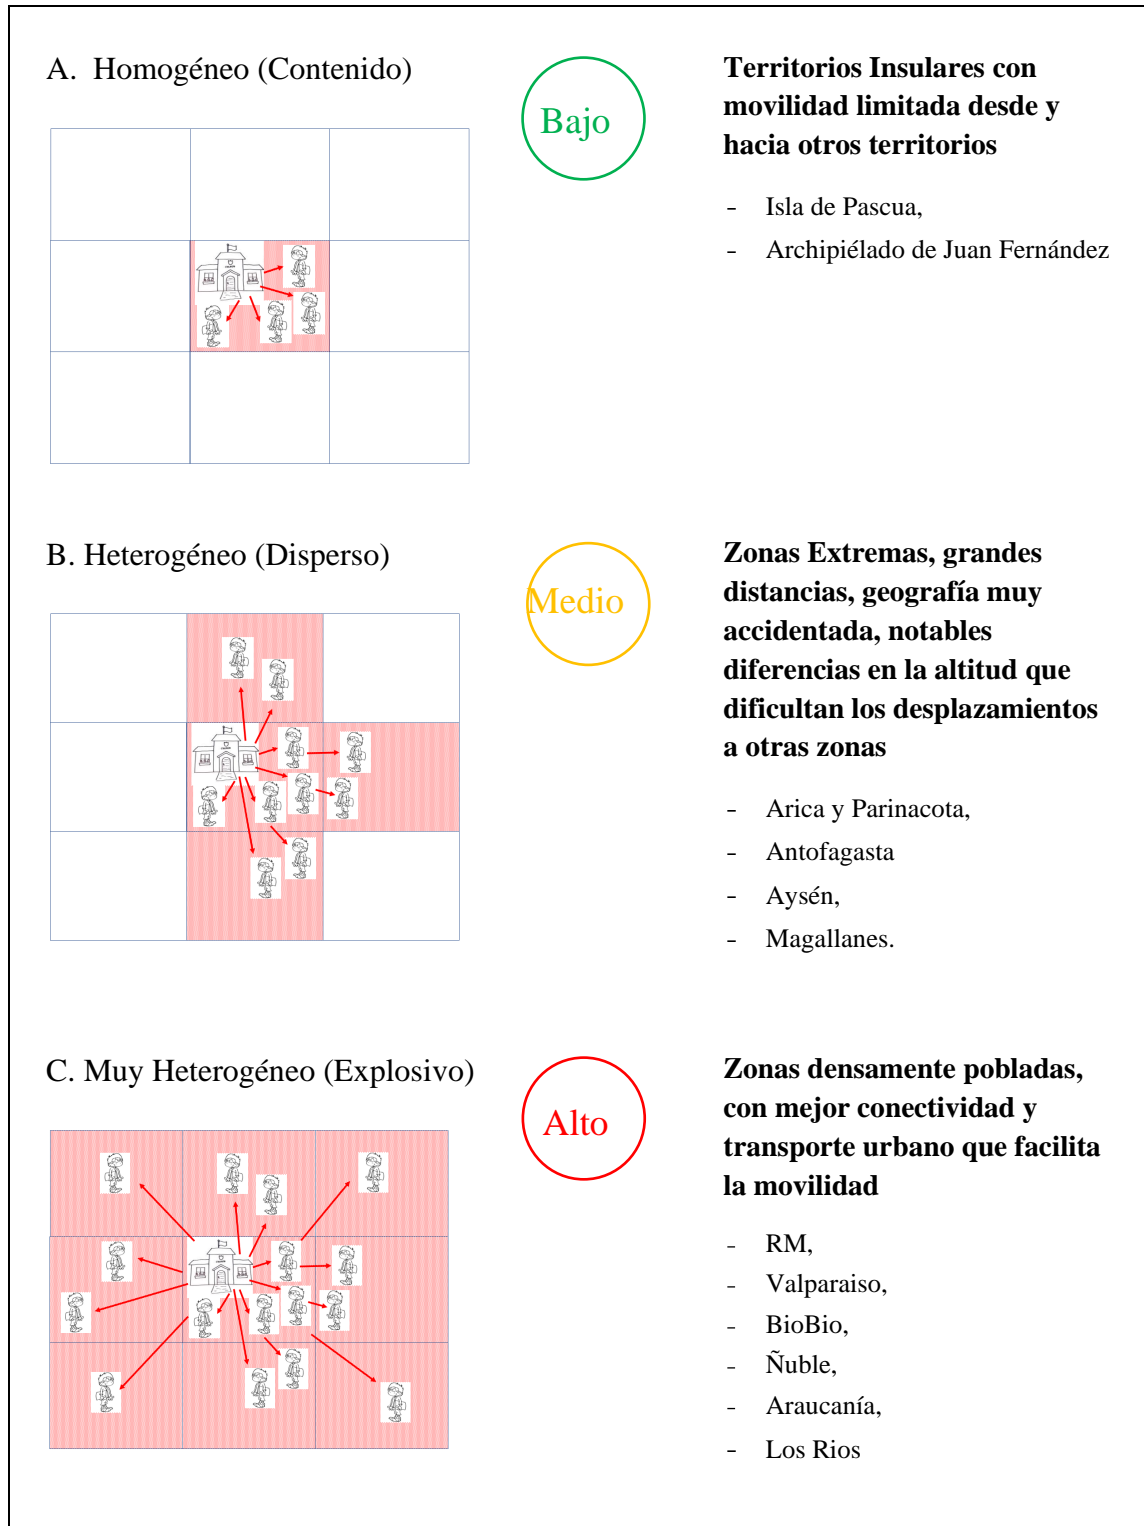 A. Homogéneo (Contenido)
Bajo
Territorios Insulares con
movilidad limitada desde y
hacia otros territorios
- Isla de Pascua,
- Archipiélado de Juan Fernández
B. Heterogéneo (Disperso)
Medio
Zonas Extremas, grandes
distancias, geografía muy
accidentada, notables
diferencias en la altitud que
dificultan los desplazamientos
a otras zonas
- Arica y Parinacota,
- Antofagasta
- Aysén,
- Magallanes.
C. Muy Heterogéneo (Explosivo)
Alto
Zonas densamente pobladas,
con mejor conectividad y
transporte urbano que facilita
la movilidad
- RM,
- Valparaiso,
- BioBio,
- Ñuble,
- Araucanía,
- Los Rios